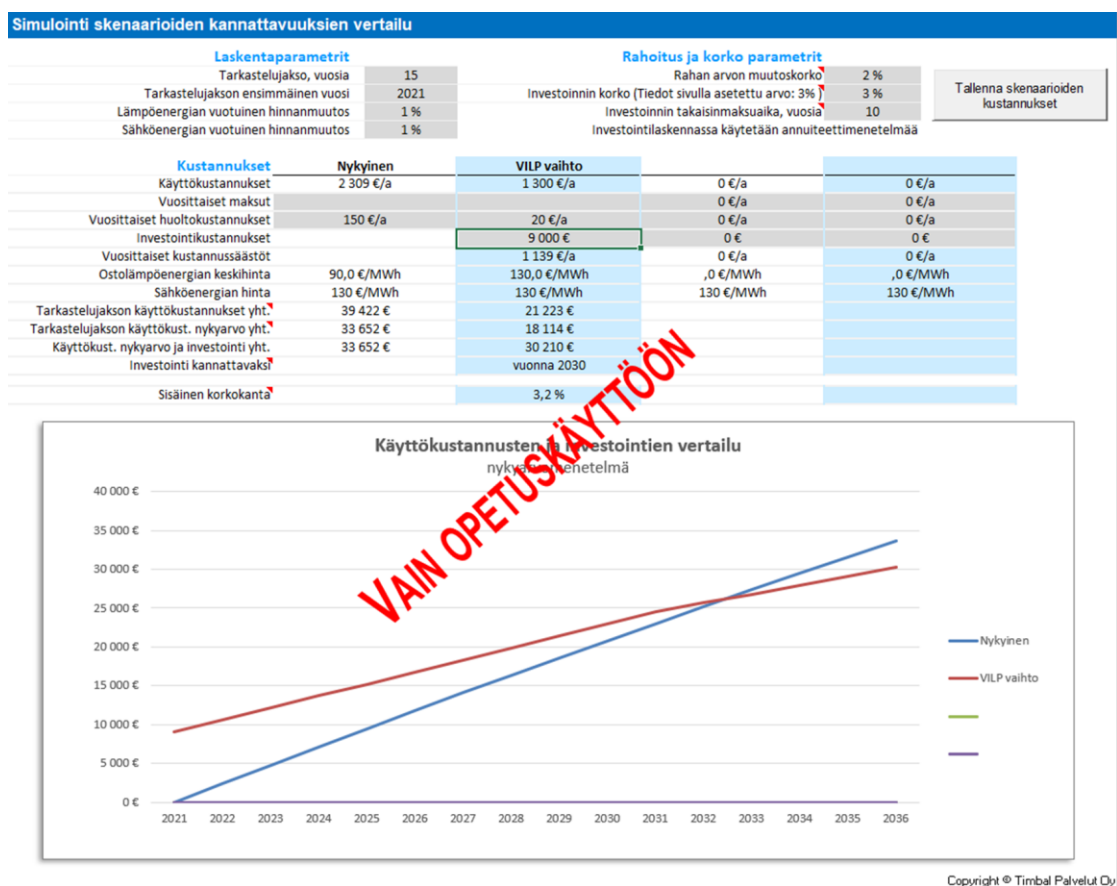 Simulointi skenaarioiden kannattavuuksien vertailu
Laskentaparametrit Rahoitus ja korko parametrit
Tarkastelujakso, vuosia 15 Rahan arvon muutoskorko 2 %
Tarkastelujakson ensimmäinen vuosi 2021 Investoinnin korko (Tiedot sivulla asetettu arvo: 3% ) 3 %
Lämpöenergian vuotuinen hinnanmuutos 1 % Investoinnin takaisinmaksuaika, vuosia 10
Sähköenergian vuotuinen hinnanmuutos 1 % Investointilaskennassa käytetään annuiteettimenetelmää
Tallenna skenaarioiden
kustannukset
Kustannukset Nykyinen VILP vaihto
Käyttökustannukset 2 309 €/a 1 300 €/a 0 €/a 0 €/a
Vuosittaiset maksut 0 €/a 0 €/a
Vuosittaiset huoltokustannukset 150 €/a 20 €/a 0 €/a 0 €/a
Investointikustannukset 9 000 € 0 € 0 €
Vuosittaiset kustannussäästöt 1 139 €/a 0 €/a 0 €/a
Ostolämpöenergian keskihinta 90,0 €/MWh 130,0 €/MWh ,0 €/MWh ,0 €/MWh
Sähköenergian hinta 130 €/MWh 130 €/MWh 130 €/MWh 130 €/MWh
Tarkastelujakson käyttökustannukset yht. 39 422 € 21 223 €
Tarkastelujakson käyttökust. nykyarvo yht. 33 652 € 18 114 €
Käyttökust. nykyarvo ja investointi yht. 33 652 € 30 210 €
Investointi kannattavaksi vuonna 2030
Sisäinen korkokanta 3,2 %
VAIN OPETUSKÄYTTÖÖN
Käyttökustannusten ja investointien vertailu
nykyarvomenetelmä
40 000 €
35 000 €
30 000 €
25 000 €
20 000 €
15 000 €
10 000 €
5 000 €
0 €
2021 2022 2023 2024 2025 2026 2027 2028 2029 2030 2031 2032 2033 2034 2035 2036
Nykyinen
VILP vaihto
Copyright © Timbal Palvelut Oy